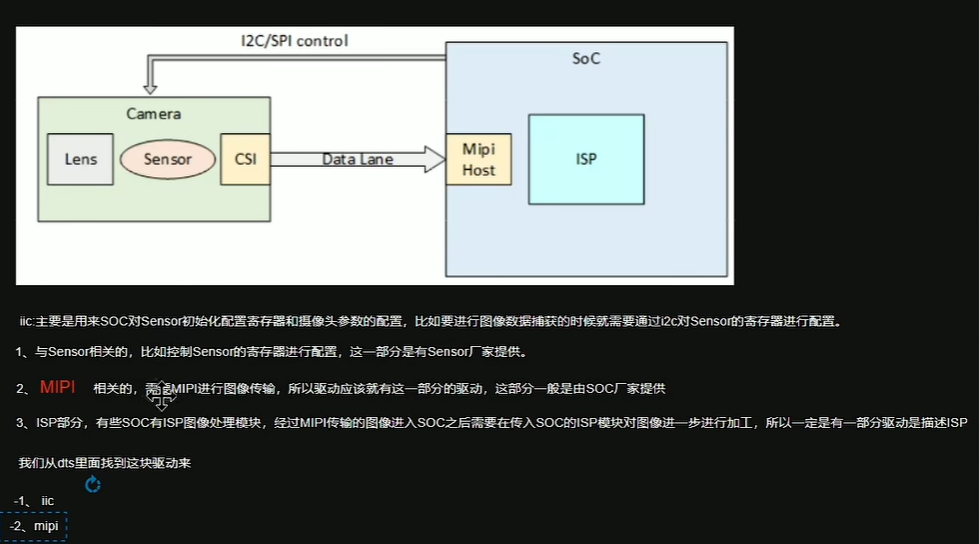 I2C/SPI control
SoC
Camera
Lens
Sensor
CSI
Data Lane
Mipi
Host
ISP
iic:主要是用来SOC对Sensor初始化配置寄存器和摄像头参数的配置，比如要进行图像数据捕获的时候就需要通过i2c对Sensor的寄存器进行配置。
1、与Sensor相关的，比如控制Sensor的寄存器进行配置，这一部分是有Sensor厂家提供。
2、 MIPI 相关的，需MIPI进行图像传输，所以驱动应该就有这一部分的驱动，这部分一般是由SOC厂家提供
3、ISP部分，有些SOC有ISP图像处理模块，经过MIPI传输的图像进入SOC之后需要在传入SOC的ISP模块对图像进一步进行加工，所以一定是有一部分驱动是描述ISP
我们从dts里面找到这块驱动来
-1、 iic
-2、mipi